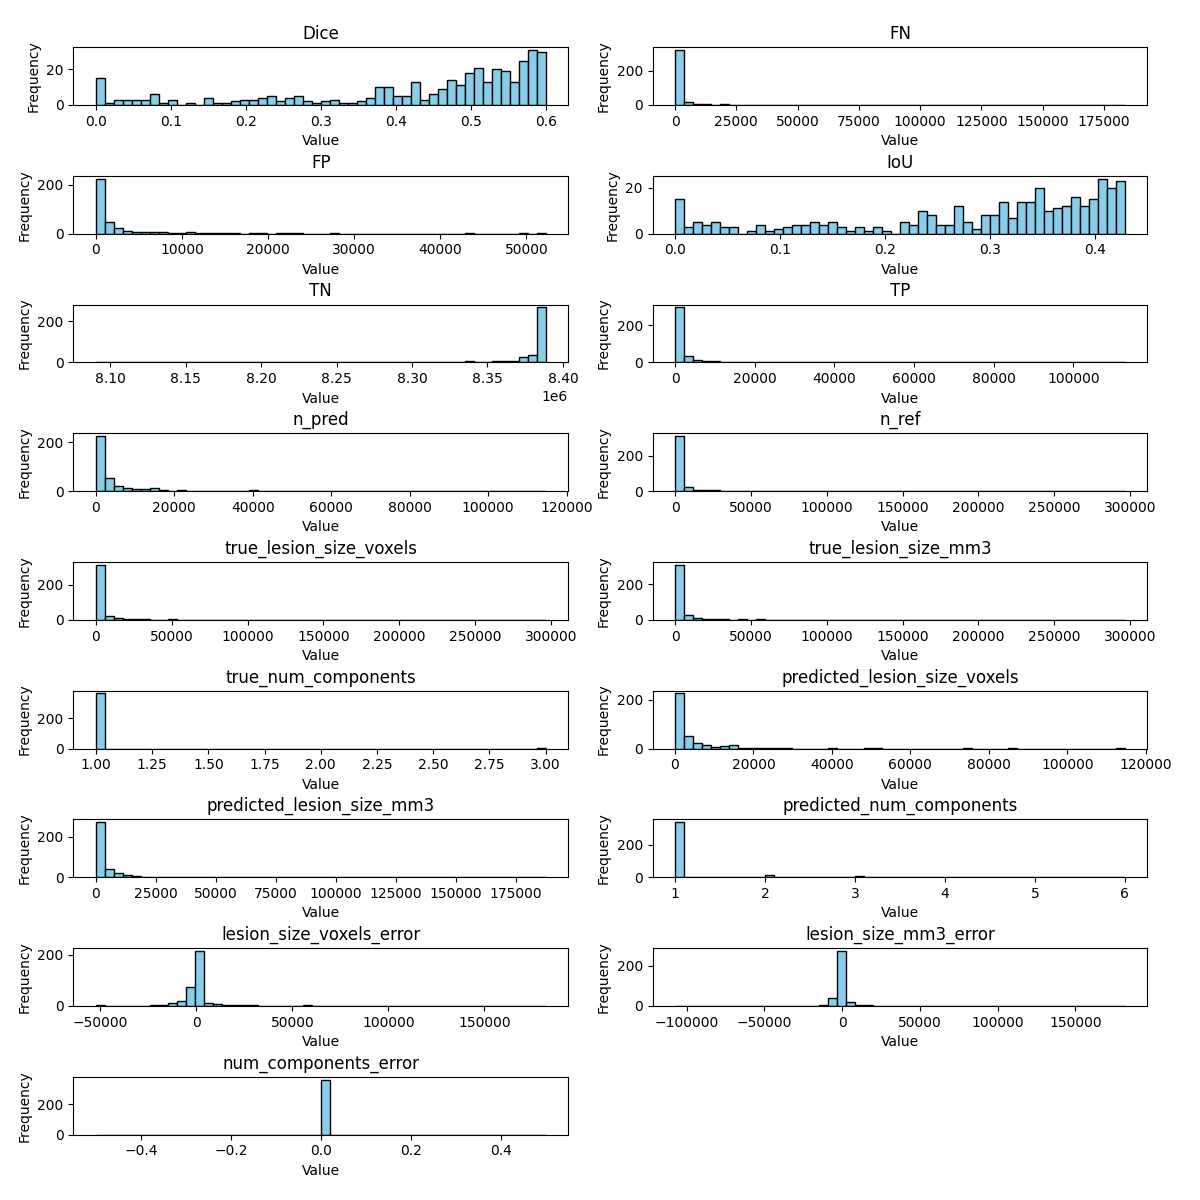 Dice
Frequency
20
0
0.0 0.1 0.2 0.3 0.4 0.5 0.6
Value
FN
Frequency
200
0
0 25000 50000 75000 100000 125000 150000 175000
Value
FP
Frequency
200
0
0 10000 20000 30000 40000 50000
Value
IoU
Frequency
20
0
0.0 0.1 0.2 0.3 0.4
Value
TN
Frequency
200
0
8.10 8.15 8.20 8.25 8.30 8.35 8.40
1e6
Value
TP
Frequency
200
0
0 20000 40000 60000 80000 100000
Value
n_pred
Frequency
200
0
0 20000 40000 60000 80000 100000 120000
Value
n_ref
Frequency
200
0
0 50000 100000 150000 200000 250000 300000
Value
true_lesion_size_voxels
Frequency
200
0
0 50000 100000 150000 200000 250000 300000
Value
true_lesion_size_mm3
Frequency
200
0
0 50000 100000 150000 200000 250000 300000
Value
true_num_components
Frequency
200
0
1.00 1.25 1.50 1.75 2.00 2.25 2.50 2.75 3.00
Value
predicted_lesion_size_voxels
Frequency
200
0
0 20000 40000 60000 80000 100000 120000
Value
predicted_lesion_size_mm3
Frequency
200
0
0 25000 50000 75000 100000 125000 150000 175000
Value
predicted_num_components
Frequency
200
0
1 2 3 4 5 6
Value
lesion_size_voxels_error
Frequency
200
0
−50000 0 50000 100000 150000
Value
lesion_size_mm3_error
Frequency
200
0
−100000 −50000 0 50000 100000 150000
Value
num_components_error
Frequency
200
0
−0.4 −0.2 0.0 0.2 0.4
Value